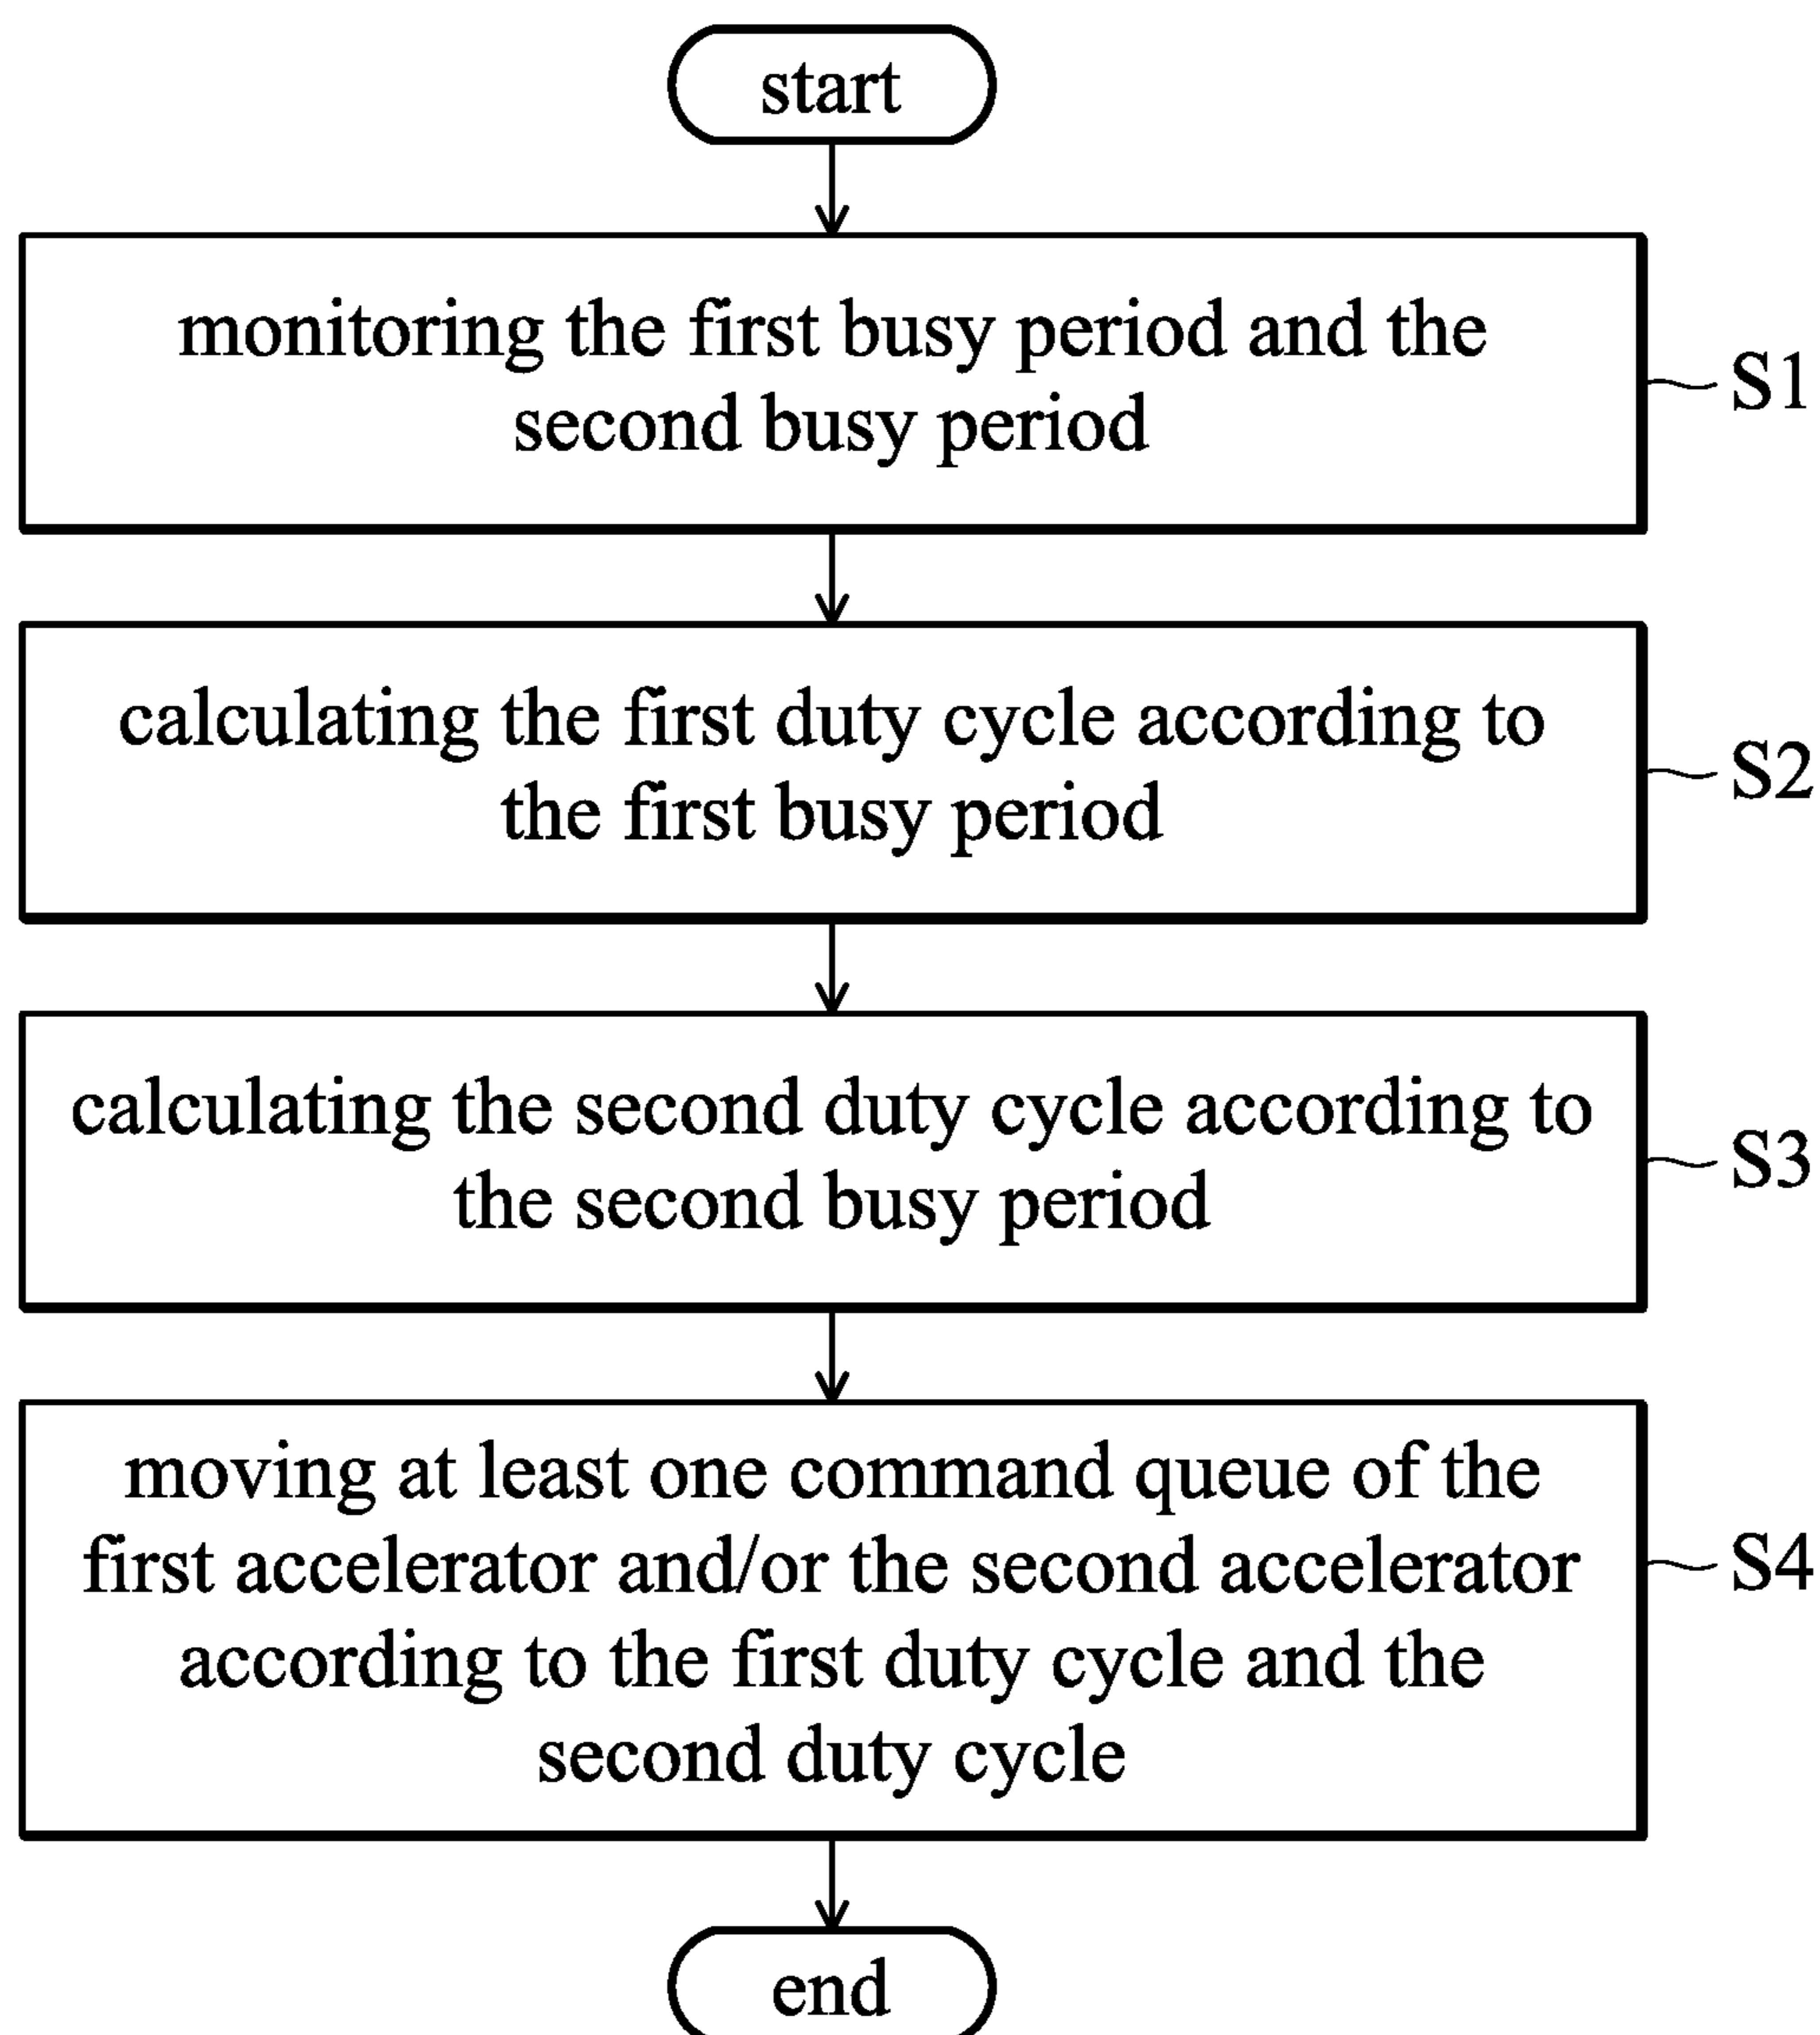 start
monitoring the first busy period and the
second busy period
S1
calculating the first duty cycle according to
the first busy period
S2
calculating the second duty cycle according to
the second busy period
S3
moving at least one command queue of the
first accelerator and/or the second accelerator
according to the first duty cycle and the
second duty cycle
S4
end